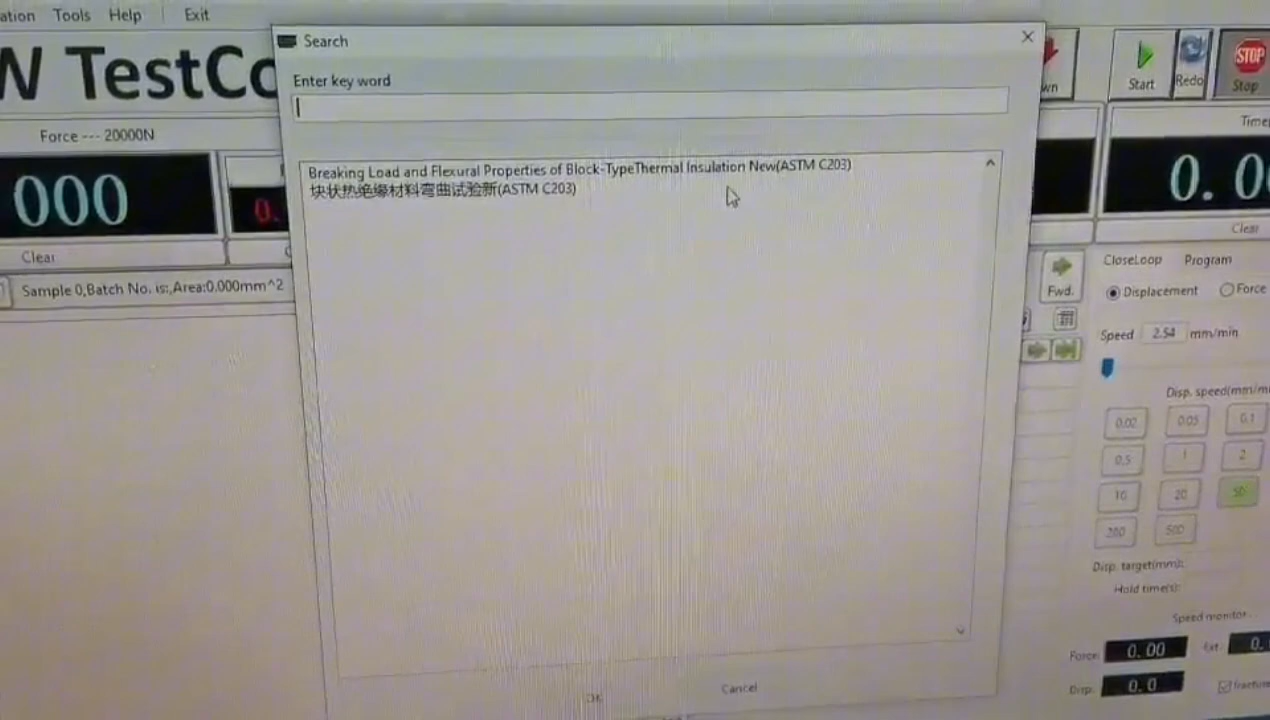 Tools Help Exit
Search
Enter key word
Start
Redo
STOP
Stop
Force --- 20000N
000
0.
0.0
Clear
Clear
Breaking Load and Flexural Properties of Block-TypeThermal Insulation New(ASTM C203)
块状热绝缘材料弯曲试验新(ASTM C203)
Sample 0,Batch No. is:,Area:0.000mm^2
Fwd.
CloseLoop Program
Displacement Force
Speed 2.54 mm/min
Disp. speed(mm/m
0.02 0.05 0.1
0.5 1 2
10 20 50
200 500
Disp. target(mm):
Hold time(s):
Speed monitor
Force: 0.00 0.
Disp. 0.0 fracture
OK Cancel